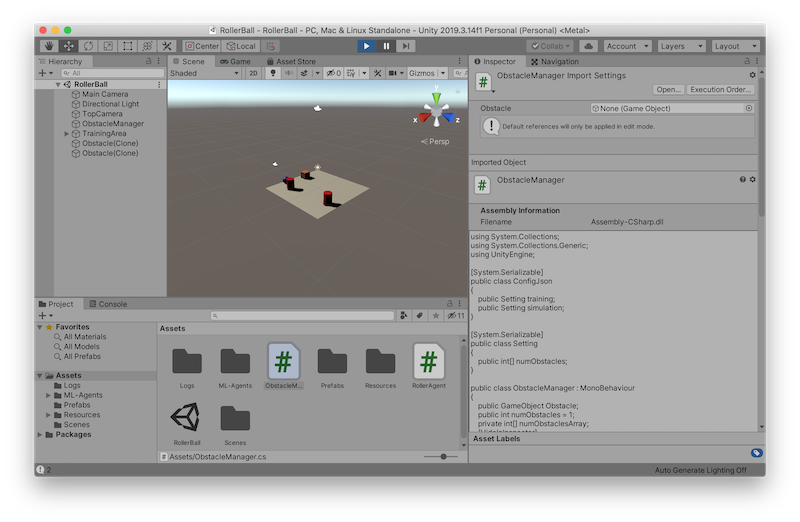 RollerBall - RollerBall - PC, Mac & Linux Standalone - Unity 2019.3.14f1 Personal (Personal) <Metal>
Center Local Collab Account Layers Layout
Hierarchy
All
RollerBall
Main Camera
Directional Light
TopCamera
ObstacleManager
TrainingArea
Obstacle(Clone)
Obstacle(Clone)
Scene Game Asset Store
Shaded 2D 0 Gizmos A
y
x z
Persp
Inspector Navigation
ObstacleManager Import Settings
Open... Execution Order...
Obstacle None (Game Object)
Default references will only be applied in edit mode.
Imported Object
ObstacleManager
Assembly Information
Filename Assembly-CSharp.dll
using System.Collections;
using System.Collections.Generic;
using UnityEngine;
[System.Serializable]
public class ConfigJson
{
public Setting training;
public Setting simulation;
}
[System.Serializable]
public class Setting
{
public int[] numObstacles;
}
public class ObstacleManager : MonoBehaviour
{
public GameObject Obstacle;
public int numObstacles = 1;
private int[] numObstaclesArray;
Asset Labels
Project Console
11
Favorites
All Materials
All Models
All Prefabs
Assets
Logs
ML-Agents
Prefabs
Resources
Scenes
Packages
Assets
Logs ML-Agents ObstacleM... Prefabs Resources RollerAgent
RollerBall Scenes
Assets/ObstacleManager.cs
2
Auto Generate Lighting Off